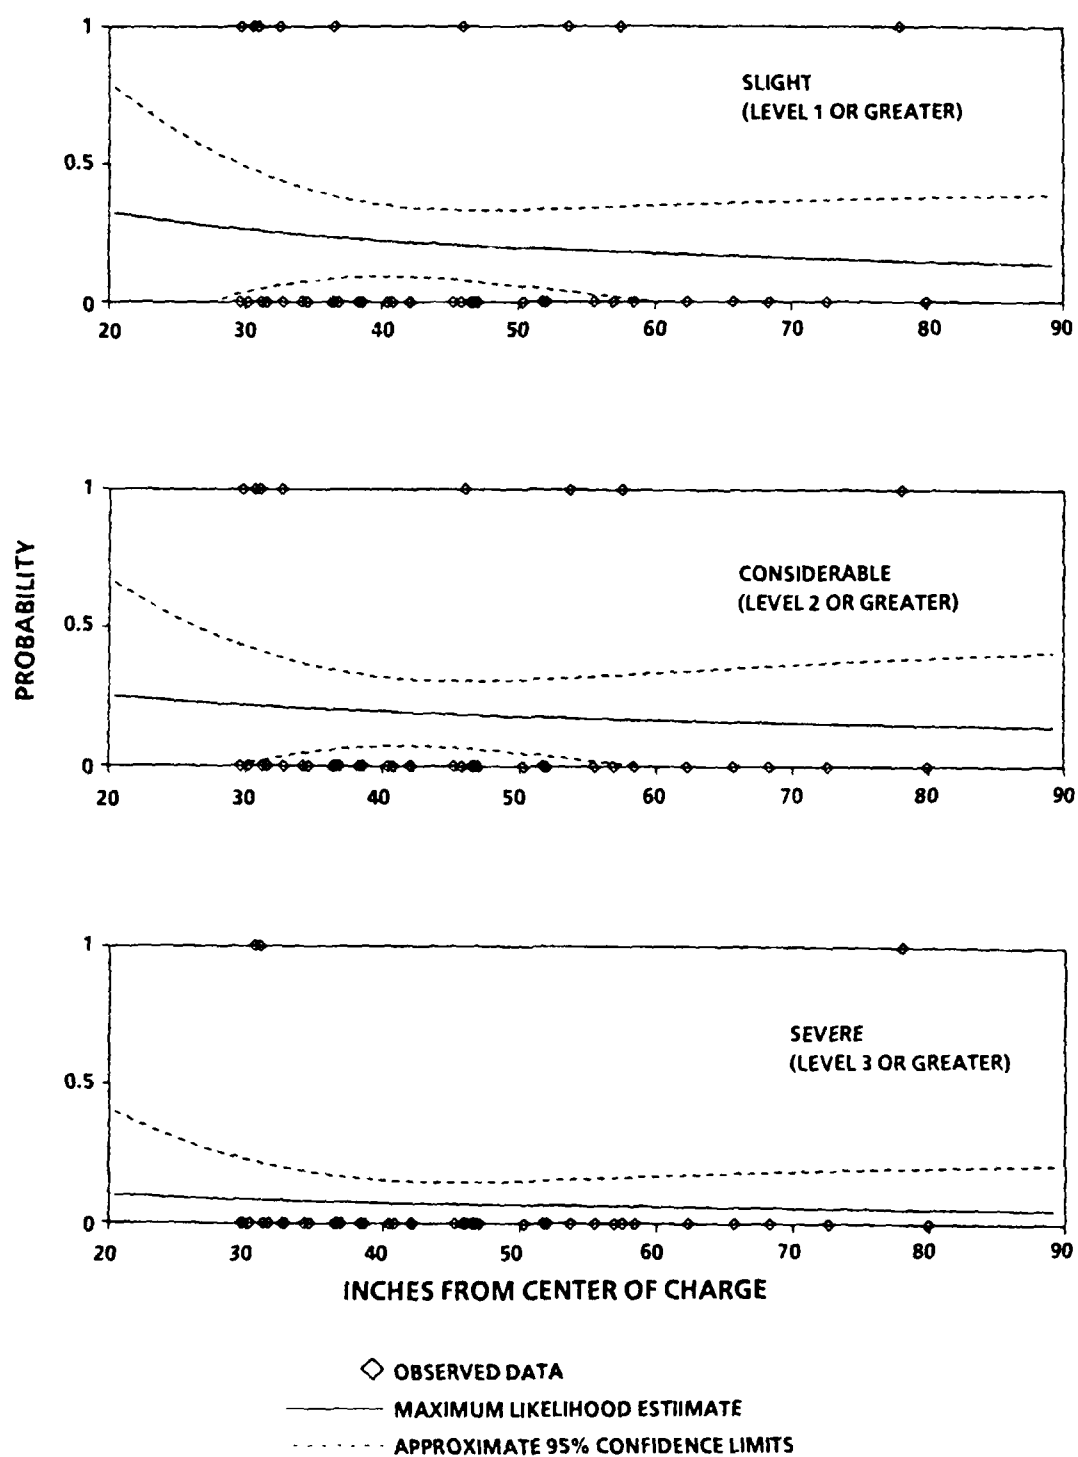 1
SLIGHT
(LEVEL 1 OR GREATER)
0.5
0
20 30 40 50 60 70 80 90
1
CONSIDERABLE
(LEVEL 2 OR GREATER)
0.5
0
20 30 40 50 60 70 80 90
PROBABILITY
1
SEVERE
(LEVEL 3 OR GREATER)
0.5
0
20 30 40 50 60 70 80 90
INCHES FROM CENTER OF CHARGE
OBSERVED DATA
MAXIMUM LIKELIHOOD ESTIIMATE
APPROXIMATE 95% CONFIDENCE LIMITS